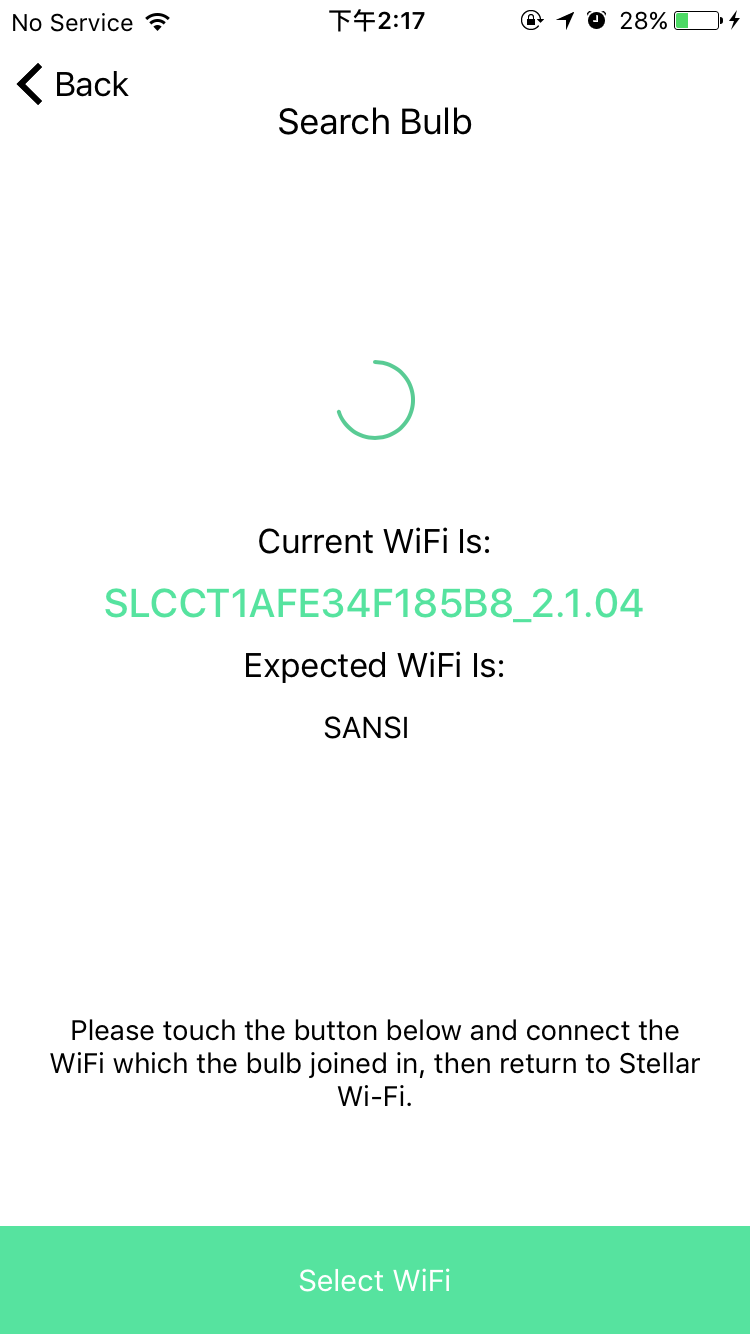 No Service 下午2:17 28%
Back
Search Bulb
Current WiFi Is:
SLCCT1AFE34F185B8_2.1.04
Expected WiFi Is:
SANSI
Please touch the button below and connect the
WiFi which the bulb joined in, then return to Stellar
Wi-Fi.
Select WiFi